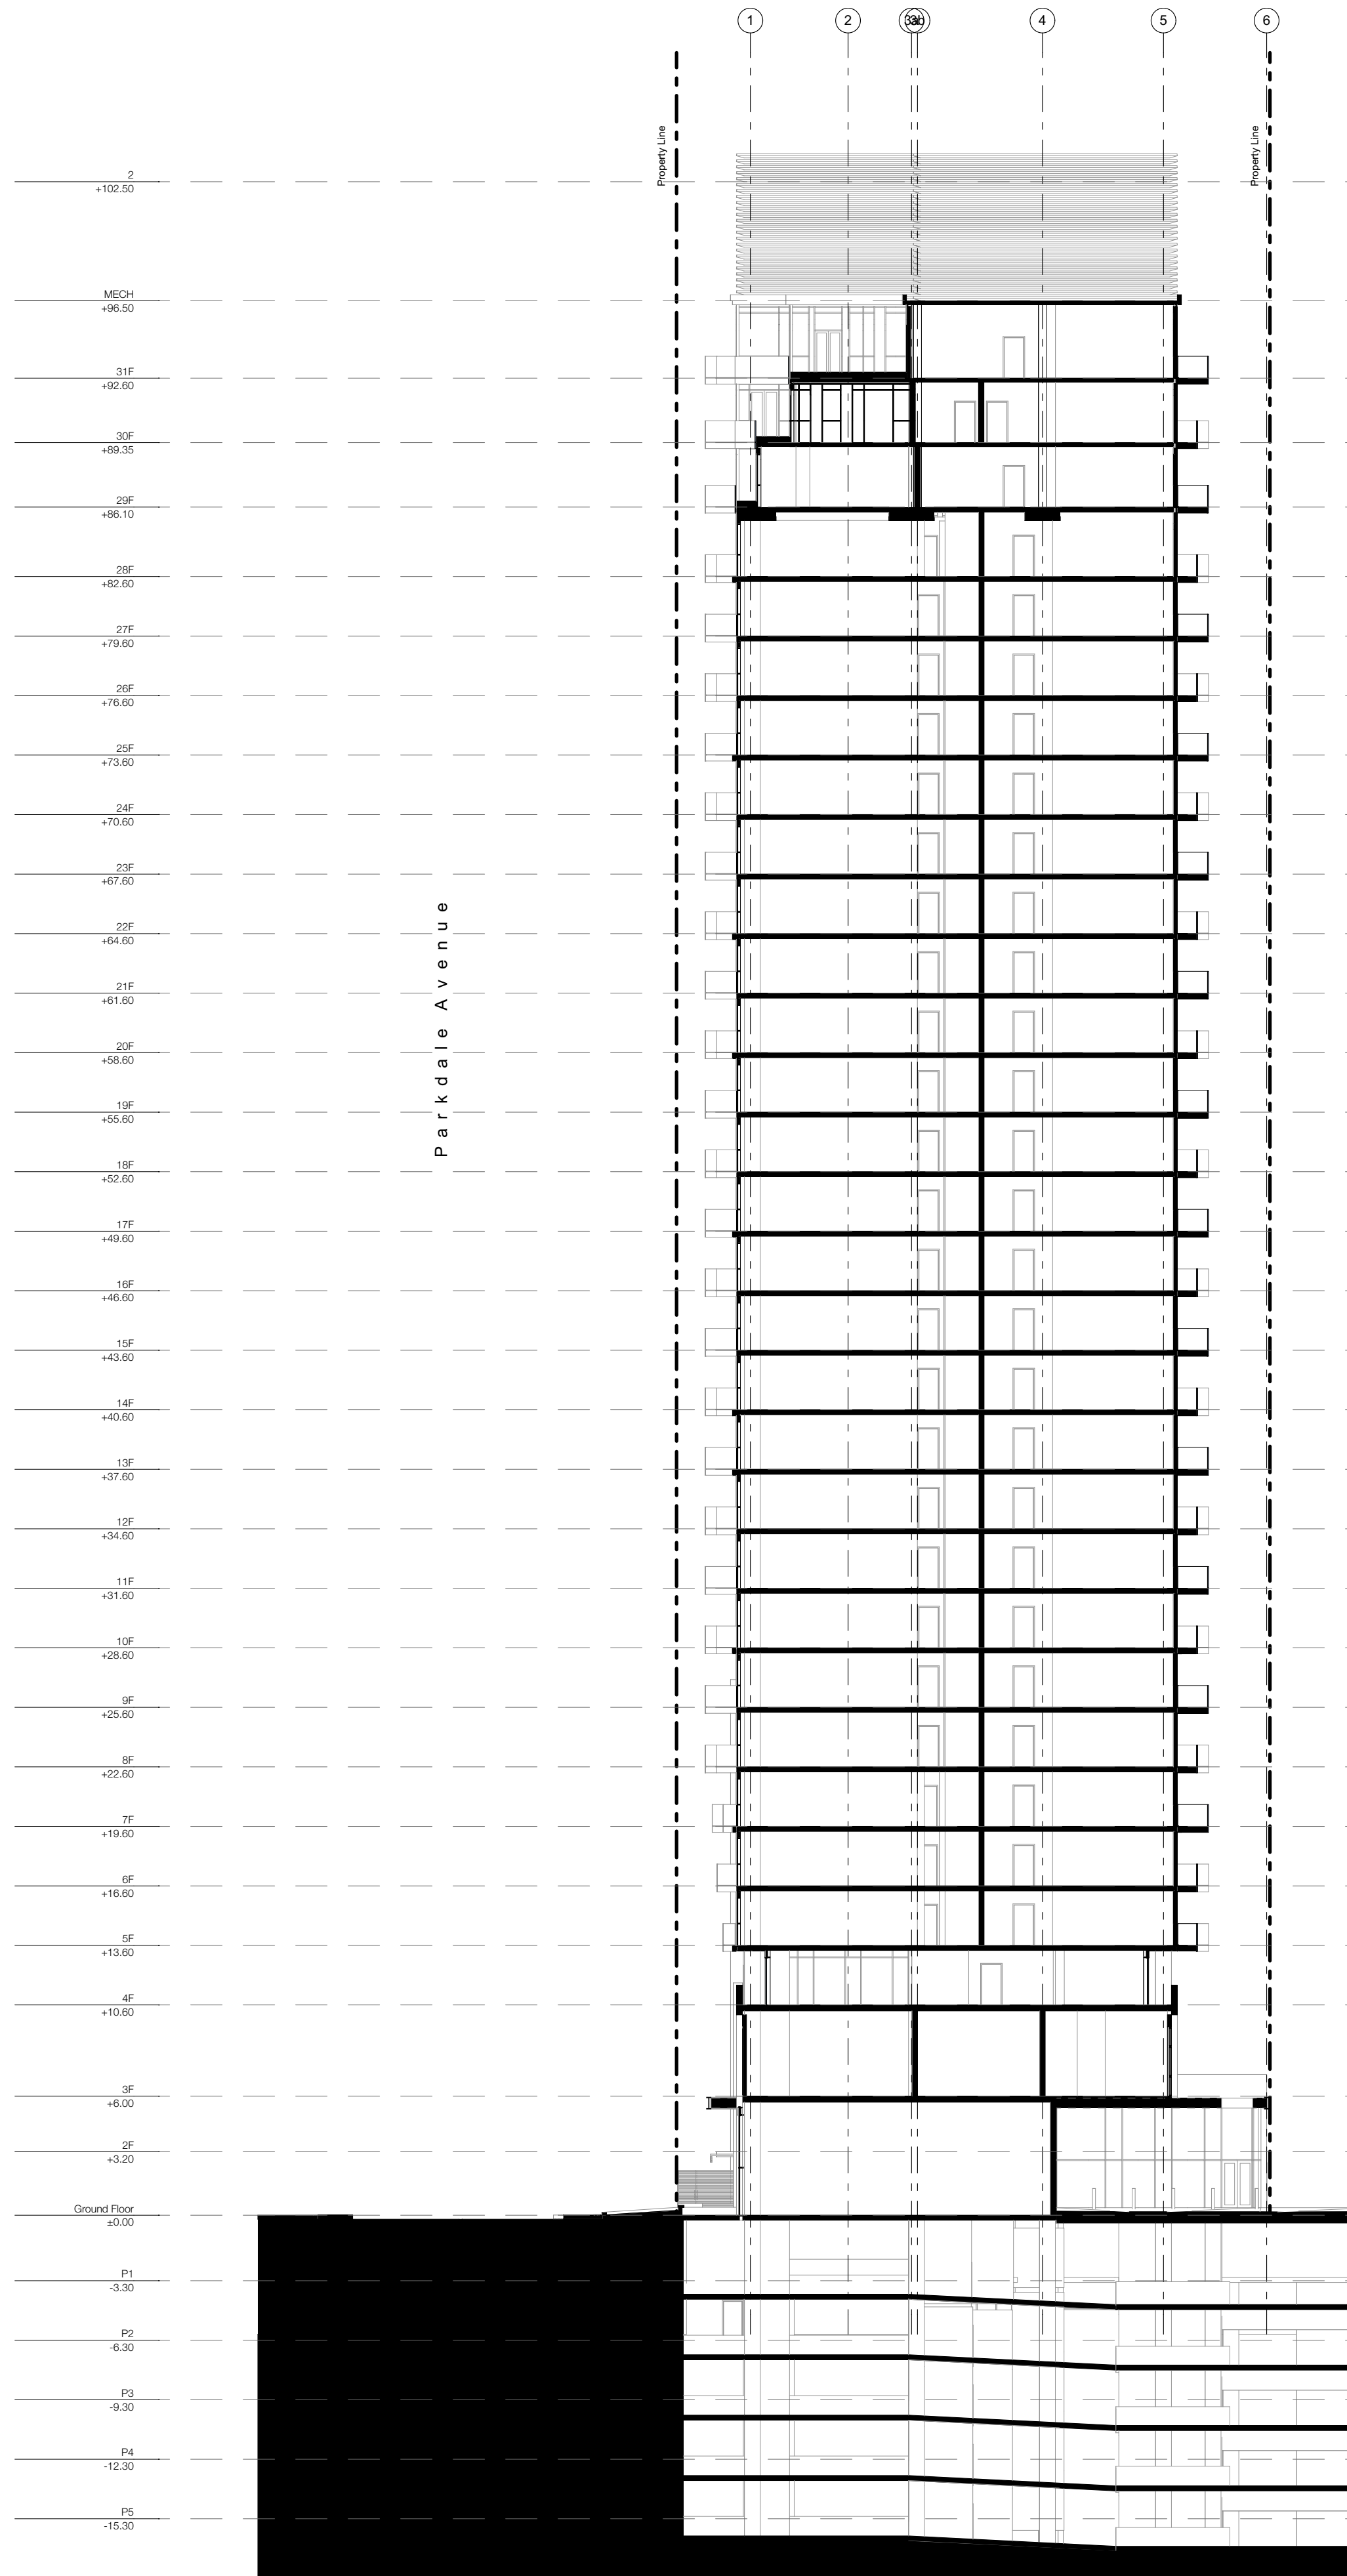 1 2 3a 3b 4 5 6
Property Line
Property Line
2
+102.50
MECH
+96.50
31F
+92.60
30F
+89.35
29F
+86.10
28F
+82.60
27F
+79.60
26F
+76.60
25F
+73.60
24F
+70.60
23F
+67.60
22F
+64.60
Parkdale Avenue
21F
+61.60
20F
+58.60
19F
+55.60
18F
+52.60
17F
+49.60
16F
+46.60
15F
+43.60
14F
+40.60
13F
+37.60
12F
+34.60
11F
+31.60
10F
+28.60
9F
+25.60
8F
+22.60
7F
+19.60
6F
+16.60
5F
+13.60
4F
+10.60
3F
+6.00
2F
+3.20
Ground Floor
±0.00
P1
-3.30
P2
-6.30
P3
-9.30
P4
-12.30
P5
-15.30